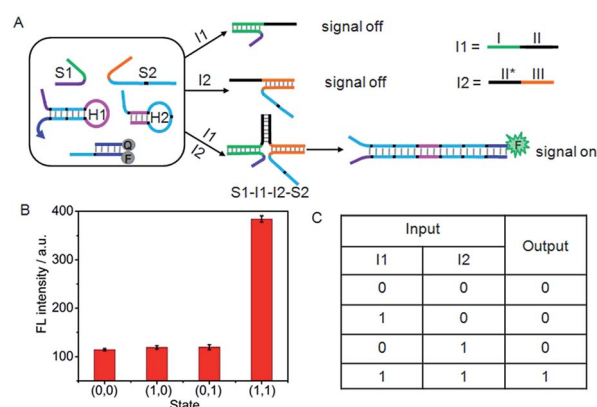 A
S1
S2
H1
H2
Q
F
I1
signal off
I2
signal off
I1
I2
S1-I1-I2-S2
I1 =
I
II
I2 =
II*
III
F
signal on
B
FL intensity / a.u.
400
300
200
100
(0,0)
(1,0)
(0,1)
(1,1)
State
C
Input
Output
I1
I2
0 0 0
1 0 0
0 1 0
1 1 1